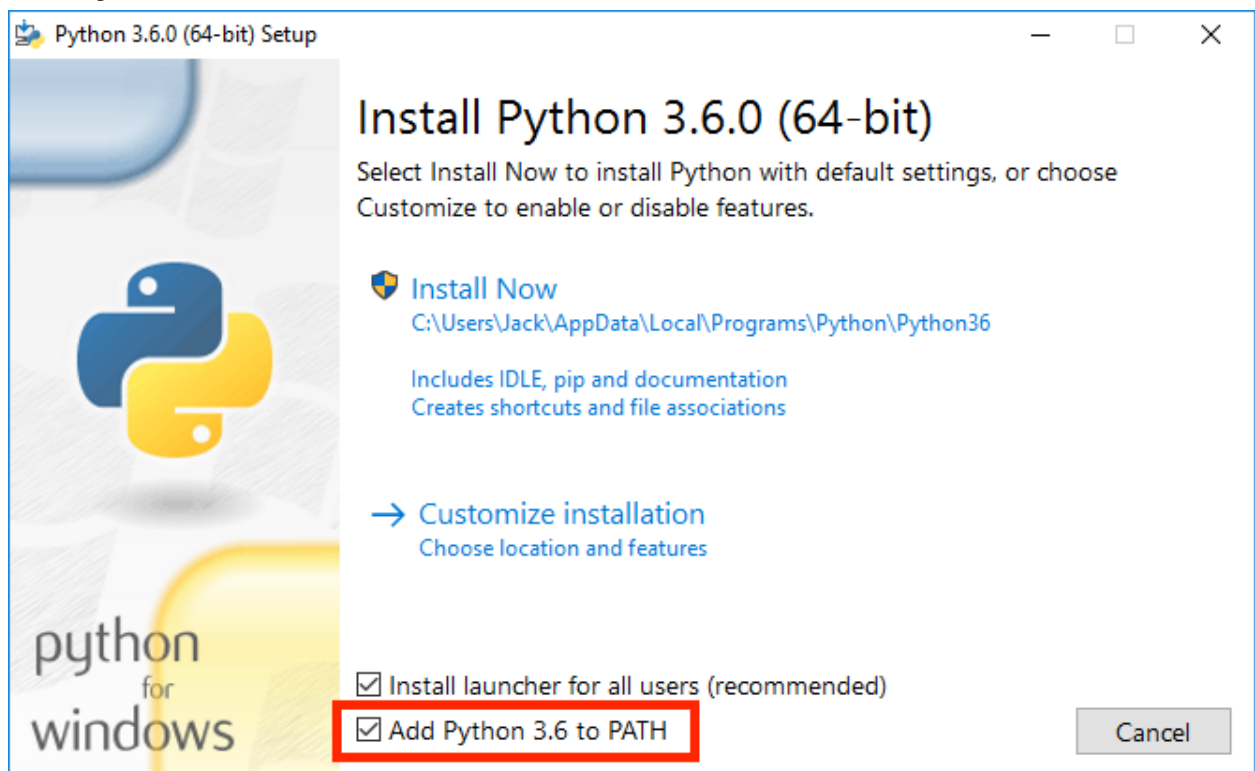 Python 3.6.0 (64-bit) Setup
Install Python 3.6.0 (64-bit)
Select Install Now to install Python with default settings, or choose
Customize to enable or disable features.
Install Now
C:\Users\Jack\AppData\Local\Programs\Python\Python36
Includes IDLE, pip and documentation
Creates shortcuts and file associations
Customize installation
Choose location and features
python
for
windows
Install launcher for all users (recommended)
Add Python 3.6 to PATH
Cancel